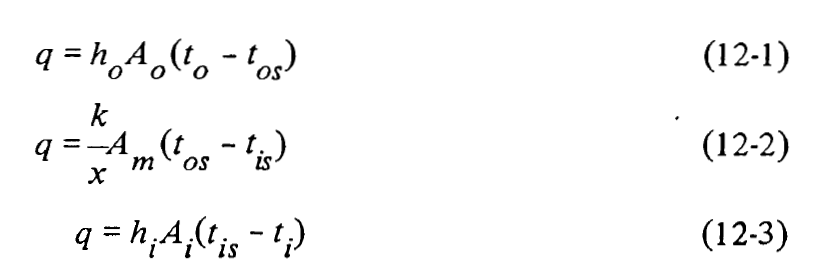 q = h_o A_o (t_o - t_os) (12-1)
q = k/x A_m (t_os - t_is) (12-2)
q = h_i A_i (t_is - t_i) (12-3)